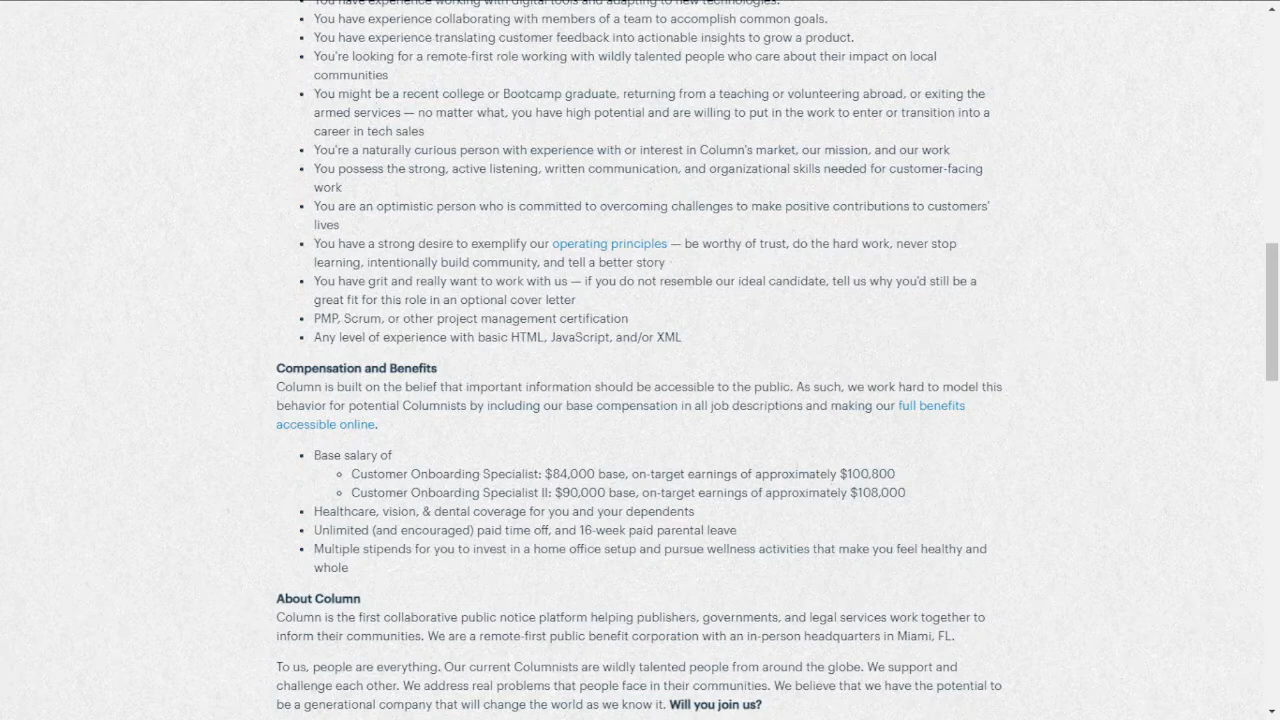 You have experience working with digital tools and adapting to new technologies.
You have experience collaborating with members of a team to accomplish common goals.
You have experience translating customer feedback into actionable insights to grow a product.
You're looking for a remote-first role working with wildly talented people who care about their impact on local
communities
You might be a recent college or Bootcamp graduate, returning from a teaching or volunteering abroad, or exiting the
armed services — no matter what, you have high potential and are willing to put in the work to enter or transition into a
career in tech sales
You're a naturally curious person with experience with or interest in Column's market, our mission, and our work
You possess the strong, active listening, written communication, and organizational skills needed for customer-facing
work
You are an optimistic person who is committed to overcoming challenges to make positive contributions to customers'
lives
You have a strong desire to exemplify our operating principles — be worthy of trust, do the hard work, never stop
learning, intentionally build community, and tell a better story
You have grit and really want to work with us — if you do not resemble our ideal candidate, tell us why you'd still be a
great fit for this role in an optional cover letter
PMP, Scrum, or other project management certification
Any level of experience with basic HTML, JavaScript, and/or XML
Compensation and Benefits
Column is built on the belief that important information should be accessible to the public. As such, we work hard to model this
behavior for potential Columnists by including our base compensation in all job descriptions and making our full benefits
accessible online.
Base salary of
Customer Onboarding Specialist: $84,000 base, on-target earnings of approximately $100,800
Customer Onboarding Specialist II: $90,000 base, on-target earnings of approximately $108,000
Healthcare, vision, & dental coverage for you and your dependents
Unlimited (and encouraged) paid time off, and 16-week paid parental leave
Multiple stipends for you to invest in a home office setup and pursue wellness activities that make you feel healthy and
whole
About Column
Column is the first collaborative public notice platform helping publishers, governments, and legal services work together to
inform their communities. We are a remote-first public benefit corporation with an in-person headquarters in Miami, FL.
To us, people are everything. Our current Columnists are wildly talented people from around the globe. We support and
challenge each other. We address real problems that people face in their communities. We believe that we have the potential to
be a generational company that will change the world as we know it. Will you join us?